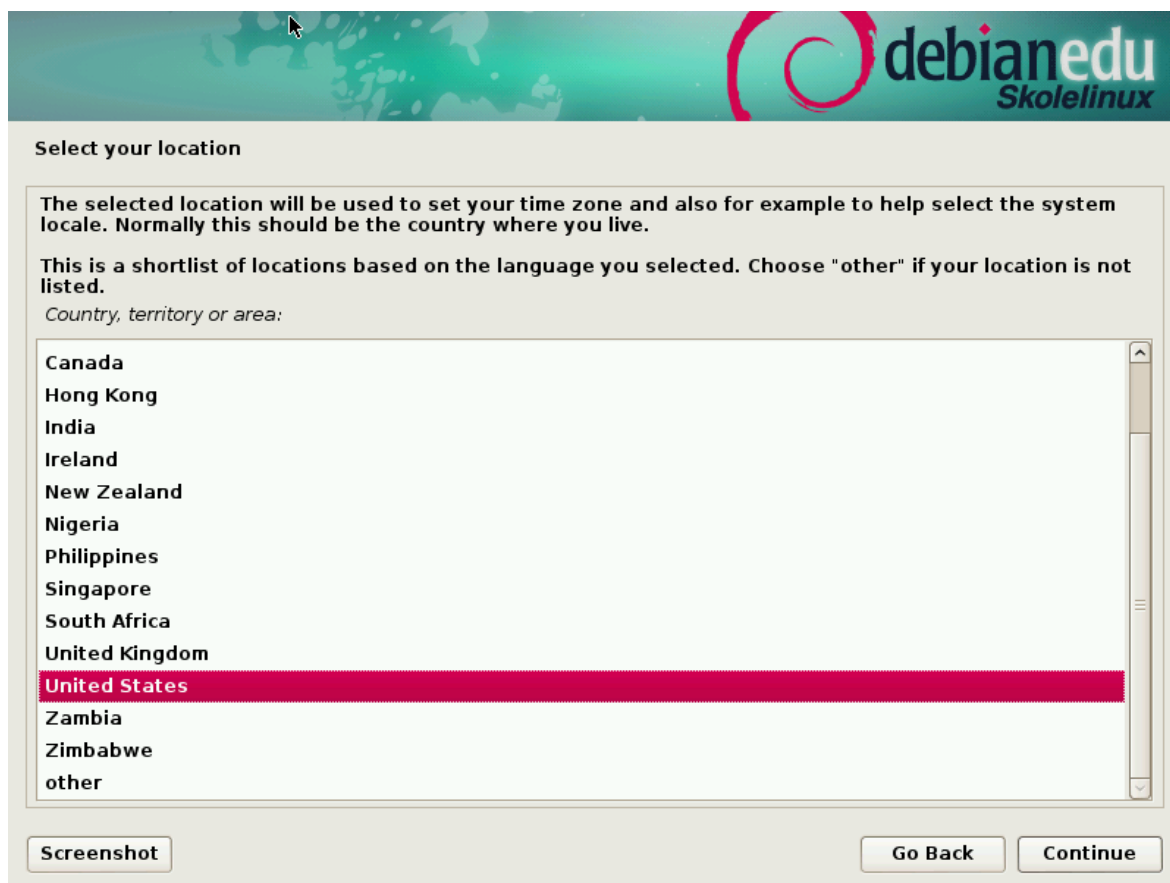 debianedu
Skolelinux
Select your location
The selected location will be used to set your time zone and also for example to help select the system
locale. Normally this should be the country where you live.
This is a shortlist of locations based on the language you selected. Choose "other" if your location is not
listed.
Country, territory or area:
Canada
Hong Kong
India
Ireland
New Zealand
Nigeria
Philippines
Singapore
South Africa
United Kingdom
United States
Zambia
Zimbabwe
other
Screenshot
Go Back
Continue